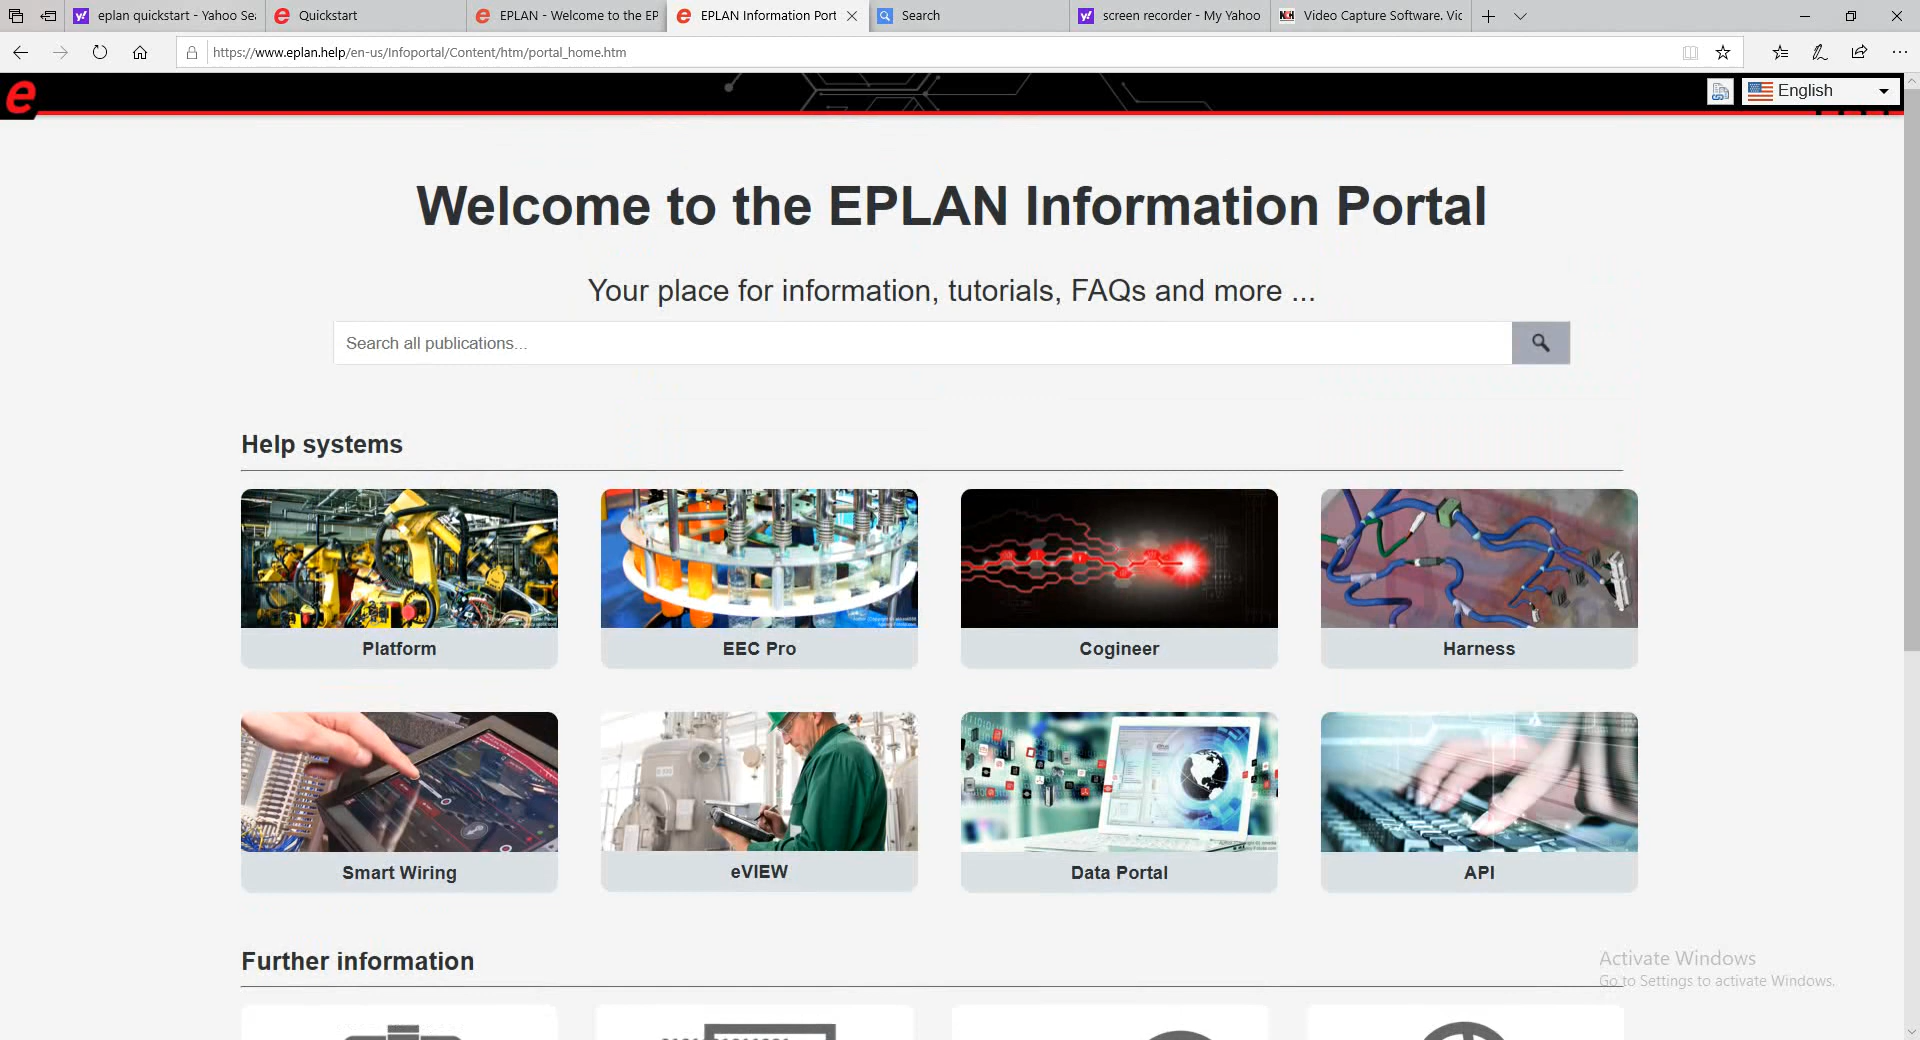 eplan quickstart - Yahoo Se
Quickstart
EPLAN - Welcome to the EP
EPLAN Information Port
Search
screen recorder - My Yahoo
NCH
Video Capture Software. Vic
https://www.eplan.help/en-us/Infoportal/Content/htm/portal_home.htm
English
Welcome to the EPLAN Information Portal
Your place for information, tutorials, FAQs and more ...
Search all publications...
Help systems
Platform
EEC Pro
Cogineer
Harness
Smart Wiring
eVIEW
Data Portal
API
Further information
Activate Windows
Go to Settings to activate Windows.